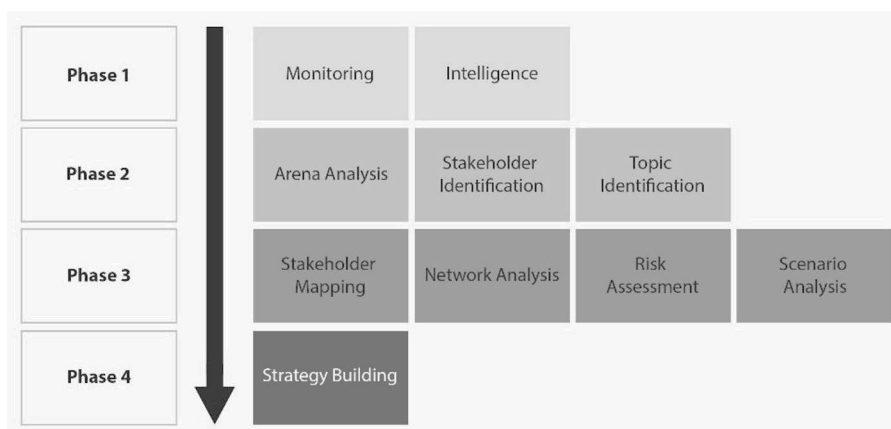 Phase 1
Monitoring
Intelligence
Phase 2
Arena Analysis
Stakeholder
Identification
Topic
Identification
Phase 3
Stakeholder
Mapping
Network Analysis
Risk
Assessment
Scenario
Analysis
Phase 4
Strategy Building